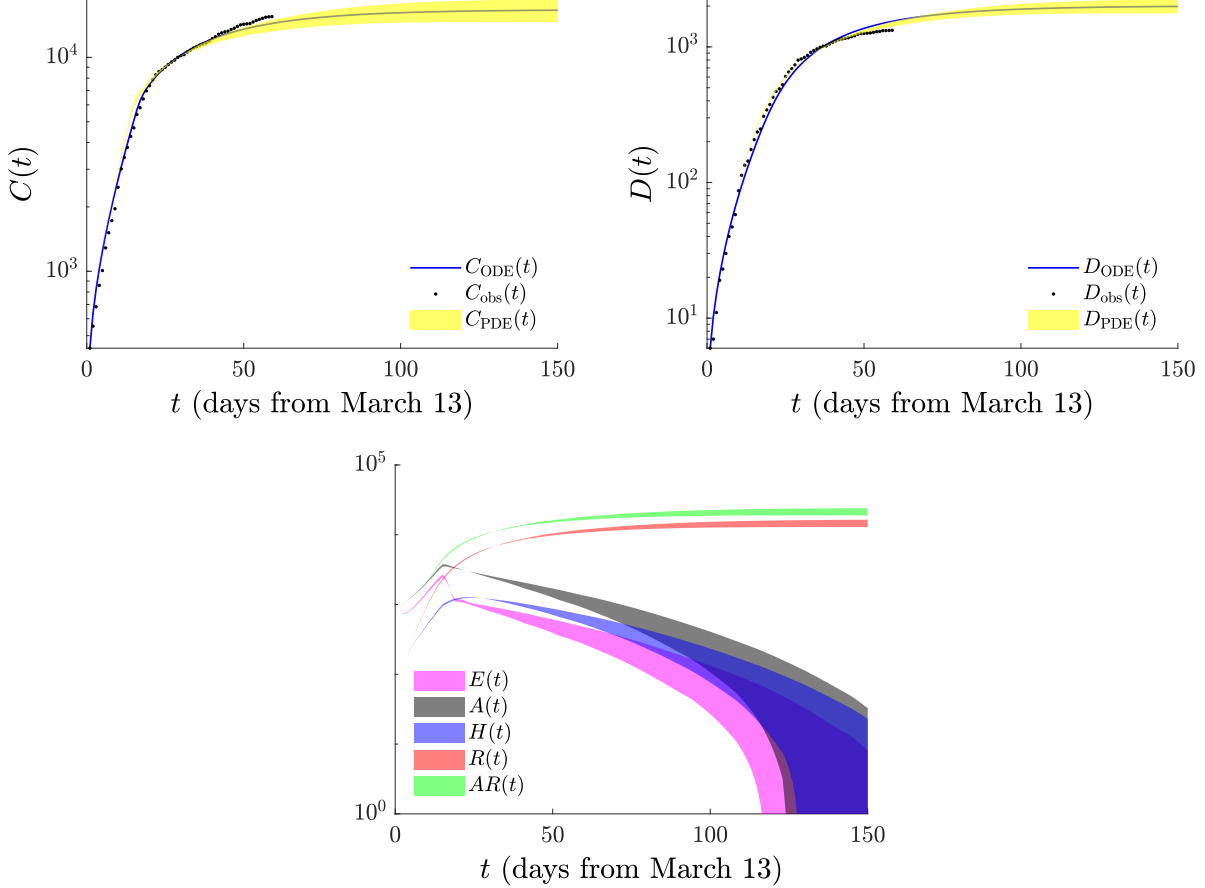 10^4
10^3
C(t)
C_ODE(t)
C_obs(t)
C_PDE(t)
0 50 100 150
t (days from March 13)
10^3
10^2
10^1
D(t)
D_ODE(t)
D_obs(t)
D_PDE(t)
0 50 100 150
t (days from March 13)
10^5
E(t)
A(t)
H(t)
R(t)
AR(t)
10^0
0 50 100 150
t (days from March 13)